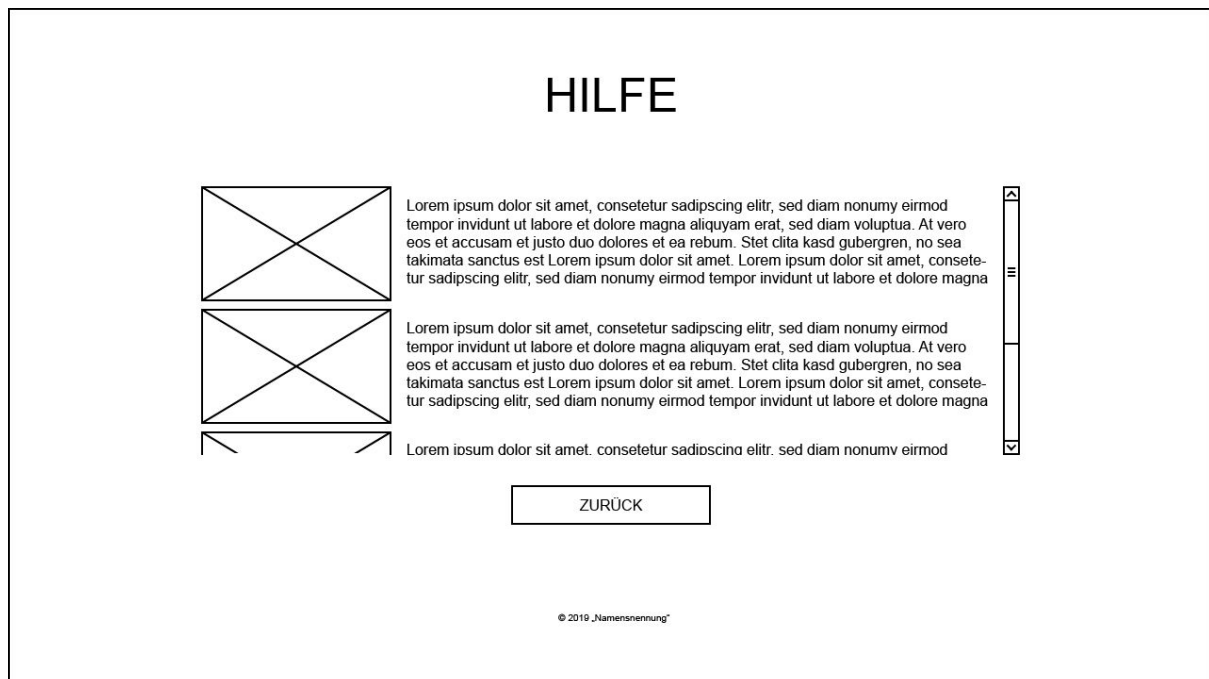 HILFE
Lorem ipsum dolor sit amet, consetetur sadipscing elitr, sed diam nonumy eirmod
tempor invidunt ut labore et dolore magna aliquyam erat, sed diam voluptua. At vero
eos et accusam et justo duo dolores et ea rebum. Stet clita kasd gubergren, no sea
takimata sanctus est Lorem ipsum dolor sit amet. Lorem ipsum dolor sit amet, consete-
tur sadipscing elitr, sed diam nonumy eirmod tempor invidunt ut labore et dolore magna
Lorem ipsum dolor sit amet, consetetur sadipscing elitr, sed diam nonumy eirmod
tempor invidunt ut labore et dolore magna aliquyam erat, sed diam voluptua. At vero
eos et accusam et justo duo dolores et ea rebum. Stet clita kasd gubergren, no sea
takimata sanctus est Lorem ipsum dolor sit amet. Lorem ipsum dolor sit amet, consete-
tur sadipscing elitr, sed diam nonumy eirmod tempor invidunt ut labore et dolore magna
Lorem ipsum dolor sit amet, consetetur sadipscing elitr, sed diam nonumy eirmod
ZURÜCK
© 2019 „Namensnennung“